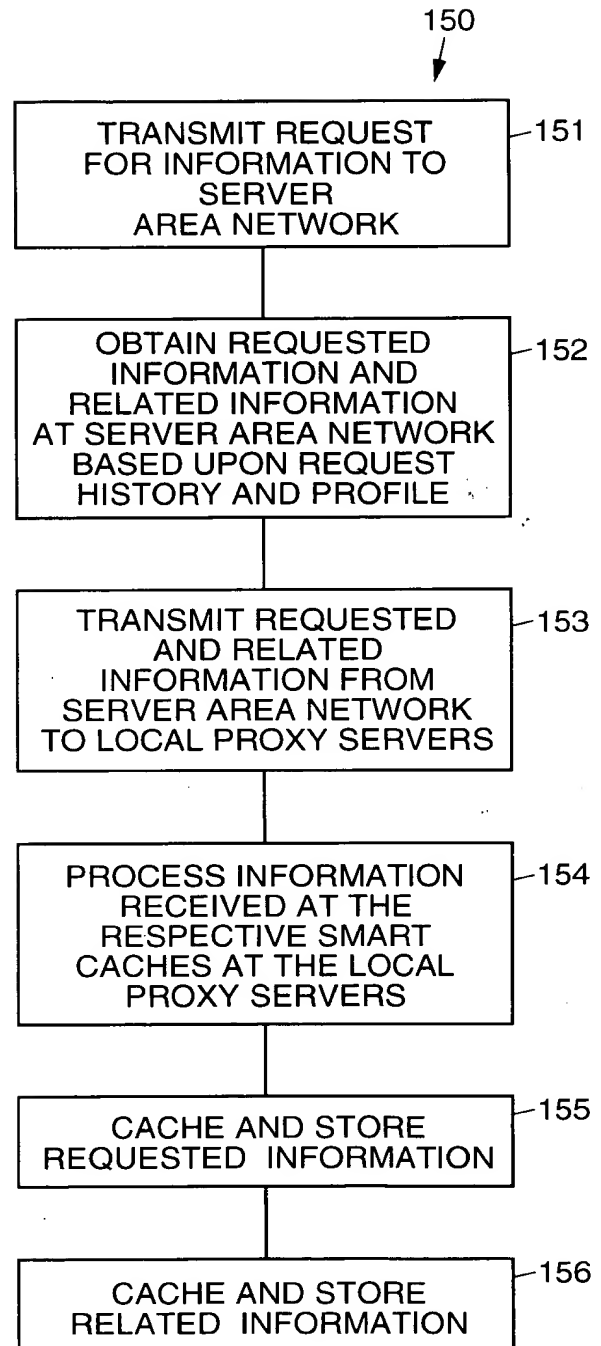 150
TRANSMIT REQUEST
FOR INFORMATION TO
SERVER
AREA NETWORK
151
OBTAIN REQUESTED
INFORMATION AND
RELATED INFORMATION
AT SERVER AREA NETWORK
BASED UPON REQUEST
HISTORY AND PROFILE
152
TRANSMIT REQUESTED
AND RELATED
INFORMATION FROM
SERVER AREA NETWORK
TO LOCAL PROXY SERVERS
153
PROCESS INFORMATION
RECEIVED AT THE
RESPECTIVE SMART
CACHES AT THE LOCAL
PROXY SERVERS
154
CACHE AND STORE
REQUESTED INFORMATION
155
CACHE AND STORE
RELATED INFORMATION
156